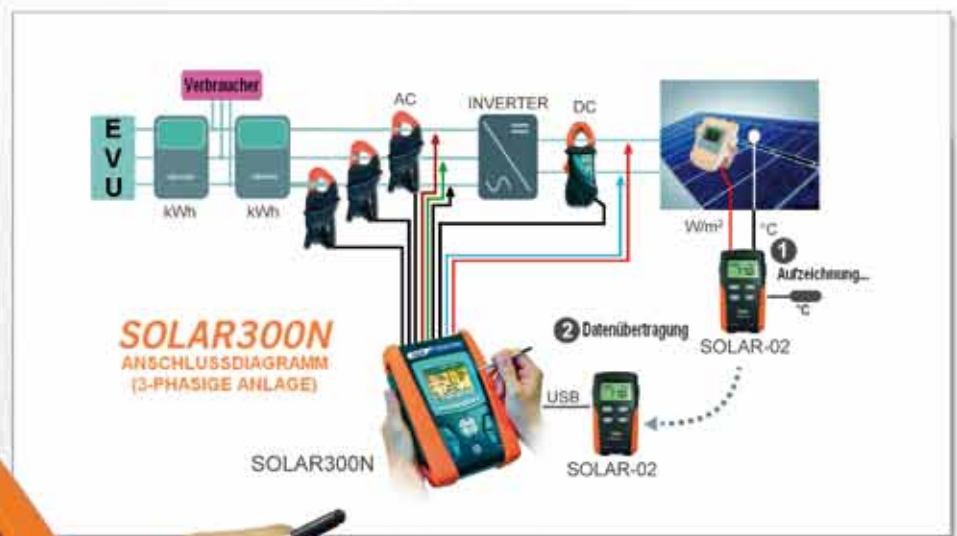 Verbraucher
AC
INVERTER
DC
E
V
U
kWh
kWh
W/m²
°C
1
Aufzeichnung...
°C
SOLAR-02
SOLAR300N
ANSCHLUSSDIAGRAMM
(3-PHASIGE ANLAGE)
2 Datenübertragung
USB
SOLAR300N
SOLAR-02